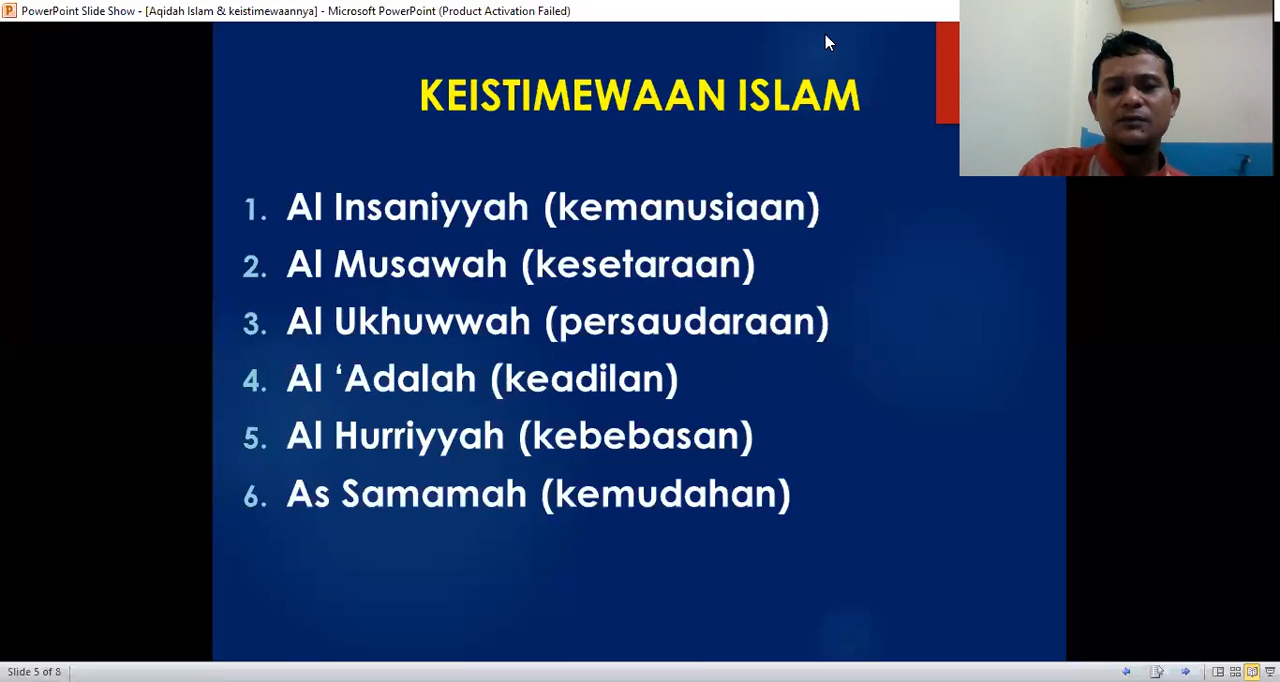 PowerPoint Slide Show - [Aqidah Islam & keistimewaannya] - Microsoft PowerPoint (Product Activation Failed)
KEISTIMEWAAN ISLAM
1. Al Insaniyyah (kemanusiaan)
2. Al Musawah (kesetaraan)
3. Al Ukhuwwah (persaudaraan)
4. Al ‘Adalah (keadilan)
5. Al Hurriyyah (kebebasan)
6. As Samamah (kemudahan)
Slide 5 of 8